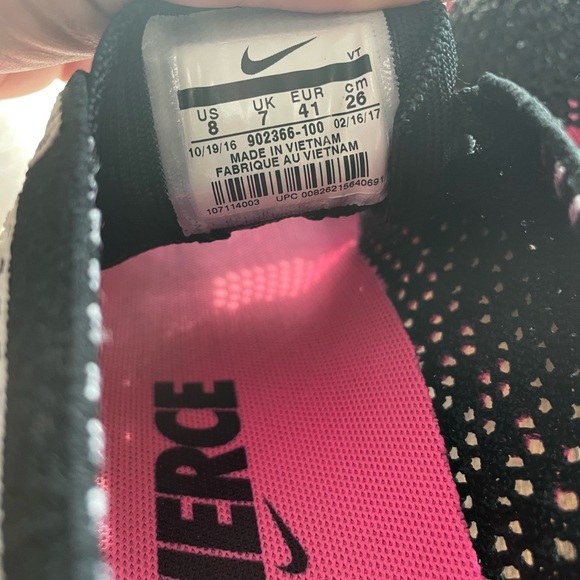 VT
US UK EUR cm
8 7 41 26
10/19/16 902366-100 02/16/17
MADE IN VIETNAM
FABRIQUE AU VIETNAM
107114003 UPC 00826215640691
IERCE